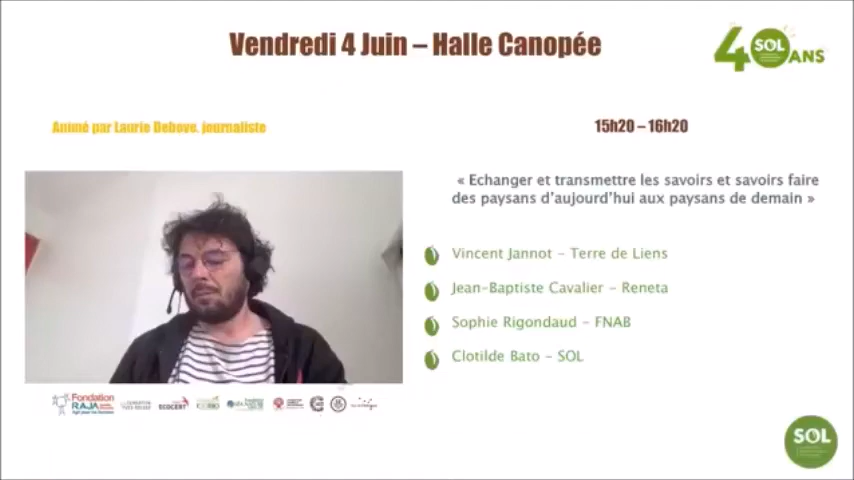 Vendredi 4 Juin – Halle Canopée
40 SOL ANS
Animé par Laurie Debove, journaliste
15h20 – 16h20
« Echanger et transmettre les savoirs et savoirs faire
des paysans d’aujourd’hui aux paysans de demain »
Vincent Jannot – Terre de Liens
Jean-Baptiste Cavalier – Reneta
Sophie Rigondaud – FNAB
Clotilde Bato – SOL
Fondation
RAJA
ECOCERT
SOL